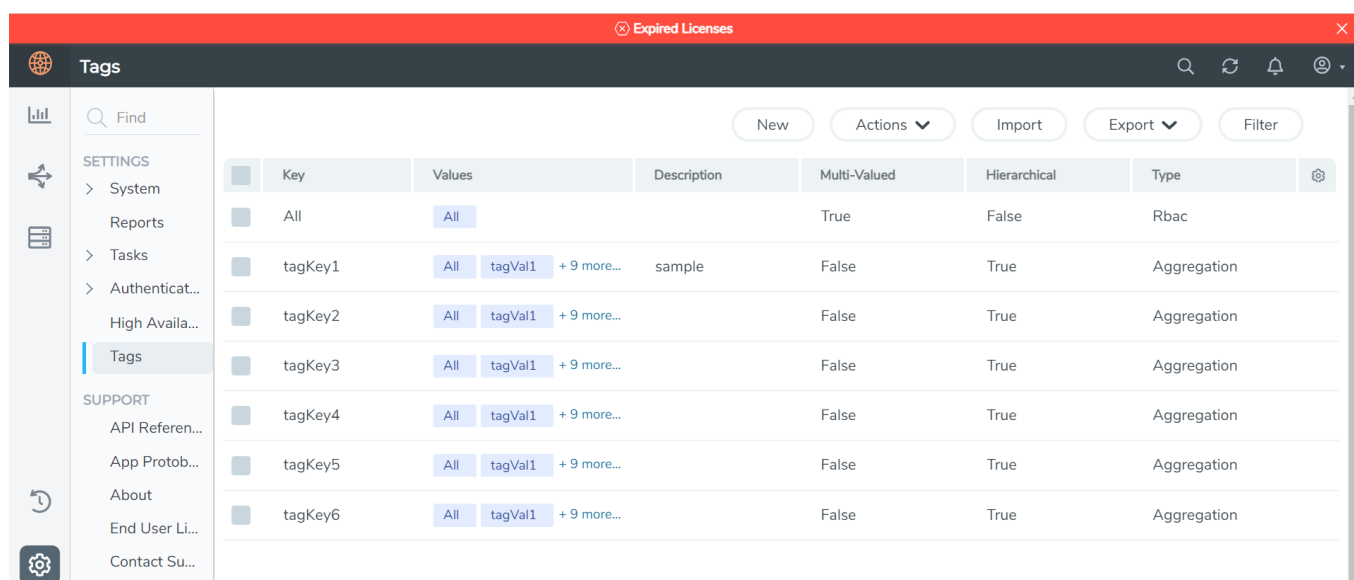 Expired Licenses
Tags
Find
SETTINGS
System
Reports
Tasks
Authenticat...
High Availa...
Tags
SUPPORT
API Referen...
App Protob...
About
End User Li...
Contact Su...
New Actions Import Export Filter
Key Values Description Multi-Valued Hierarchical Type
All All True False Rbac
tagKey1 All tagVal1 + 9 more... sample False True Aggregation
tagKey2 All tagVal1 + 9 more... False True Aggregation
tagKey3 All tagVal1 + 9 more... False True Aggregation
tagKey4 All tagVal1 + 9 more... False True Aggregation
tagKey5 All tagVal1 + 9 more... False True Aggregation
tagKey6 All tagVal1 + 9 more... False True Aggregation